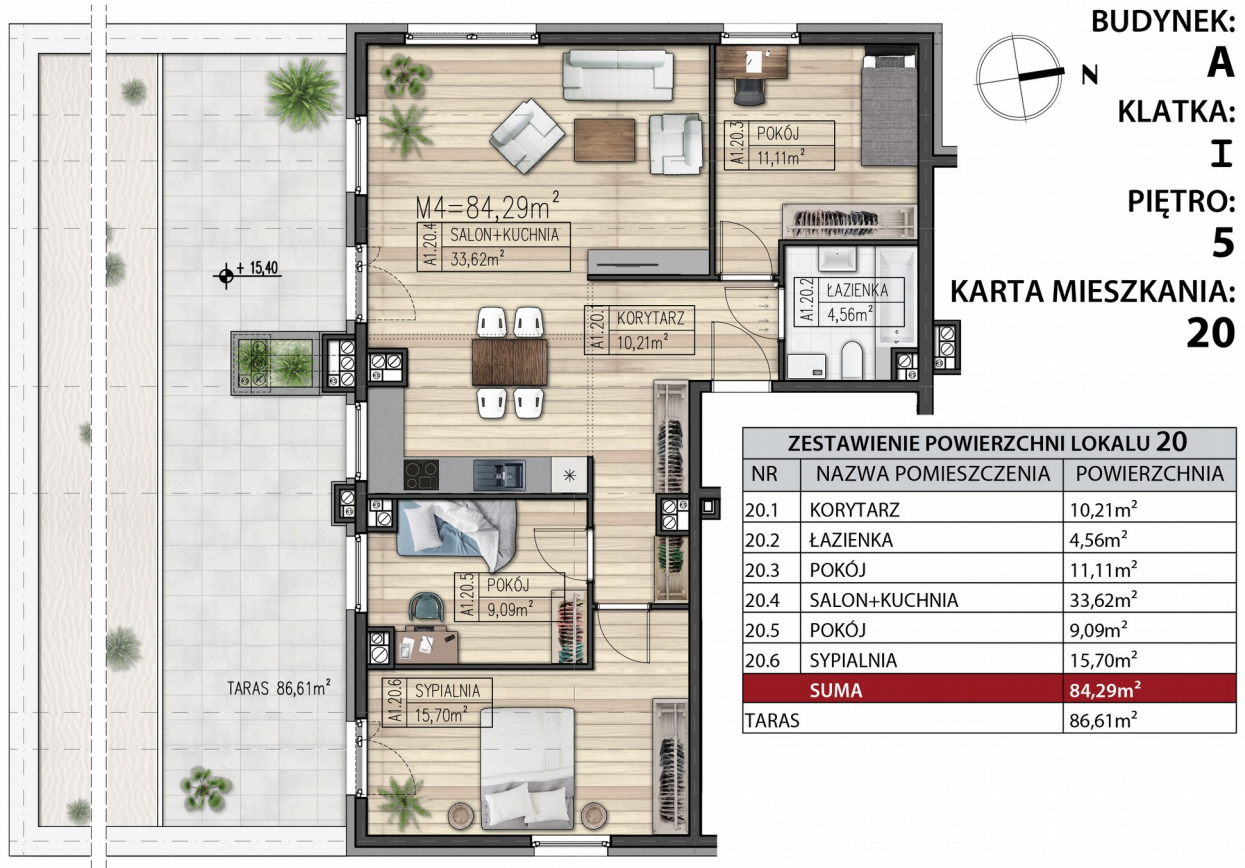 BUDYNEK:
A
KLATKA:
I
PIĘTRO:
5
KARTA MIESZKANIA:
20
N
A1.20.3
POKÓJ
11,11m²
M4=84,29m²
A1.20.4
SALON+KUCHNIA
33,62m²
+ 15,40
A1.20.2
ŁAZIENKA
4,56m²
A1.20.1
KORYTARZ
10,21m²
A1.20.5
POKÓJ
9,09m²
TARAS 86,61m²
A1.20.6
SYPIALNIA
15,70m²
ZESTAWIENIE POWIERZCHNI LOKALU 20
NR NAZWA POMIESZCZENIA POWIERZCHNIA
20.1 KORYTARZ 10,21m²
20.2 ŁAZIENKA 4,56m²
20.3 POKÓJ 11,11m²
20.4 SALON+KUCHNIA 33,62m²
20.5 POKÓJ 9,09m²
20.6 SYPIALNIA 15,70m²
SUMA 84,29m²
TARAS 86,61m²